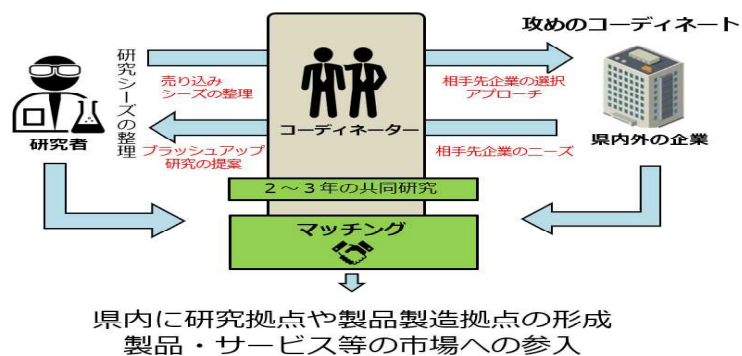 攻めのコーディネート
研究シーズの整理
研究者
売り込み
シーズの整理
ブラッシュアップ
研究の提案
コーディネーター
相手先企業の選択
アプローチ
相手先企業のニーズ
県内外の企業
2～3年の共同研究
マッチング
県内に研究拠点や製品製造拠点の形成
製品・サービス等の市場への参入